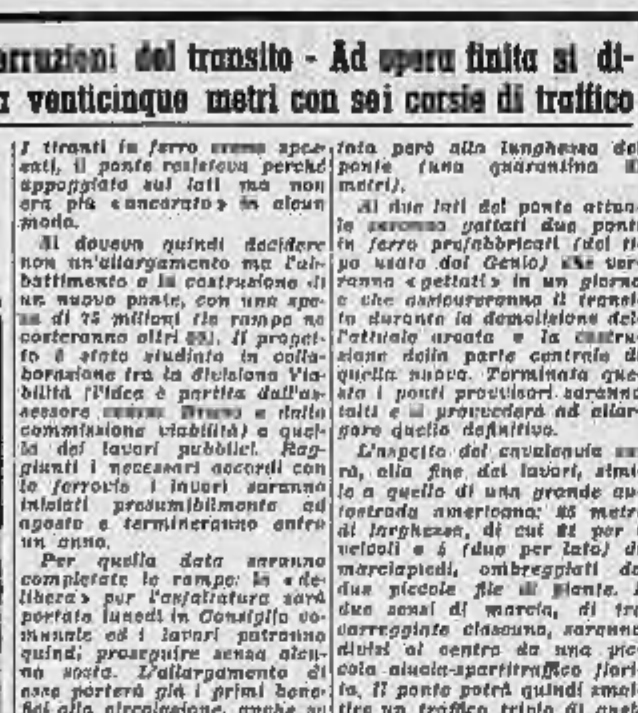 del transito - Ad opera finita si di-
venticinque metri con sei corsie di traffico
I tiranti in ferro erano spez-
zati, il ponte resisteva perché
appoggiato sui lati ma non
era più « ancorato » in alcun
modo.
Si doveva quindi decidere
non un'allargamento ma l'ab-
battimento e la costruzione di
un nuovo ponte, con una spe-
sa di 75 milioni (le rampe ne
costeranno altri Il proget-
to è stato studiato in colla-
borazione fra la divisione Via-
bilità (l'idea è partita dall'as-
sessore e dalla
commissione viabilità) e quel-
la dei lavori pubblici. Rag-
giunti i necessari accordi con
le ferrovie i lavori saranno
iniziati presumibilmente ad
agosto e termineranno entro
un anno.
Per quella data saranno
completate le rampe: la « de-
libera » per l'asfaltatura sarà
portata lunedì in Consiglio co-
munale ed i lavori potranno
quindi proseguire senza alcu-
na sosta. L'allargamento di
esse porterà già i primi bene-
fici alla circolazione, anche se
però alla lunghezza del
ponte (una quarantina di
metri).
Ai due lati del ponte attua-
le saranno gettati due ponti
in ferro prefabbricati (del ti-
po usato dal Genio) che ver-
ranno « gettati » in un giorno
e che assicureranno il transi-
to durante la demolizione del-
l'attuale arcata e la costru-
zione della parte centrale di
quella nuova. Terminata que-
sta i ponti provvisori saranno
tolti e si provvederà ad allar-
gare quello definitivo.
L'aspetto del cavalcavia sa-
rà, alla fine dei lavori, simi-
le a quello di una grande au-
tostrada americana: 25 metri
di larghezza, di cui 21 per i
veicoli e 4 (due per lato) di
marciapiedi, ombreggiati da
due piccole file di piante. I
due sensi di marcia, di tre
carreggiate ciascuno, saranno
divisi al centro da una pic-
cola aiuola-spartitraffico fiori-
ta. Il ponte potrà quindi smal-
tire un traffico triplo di quel-